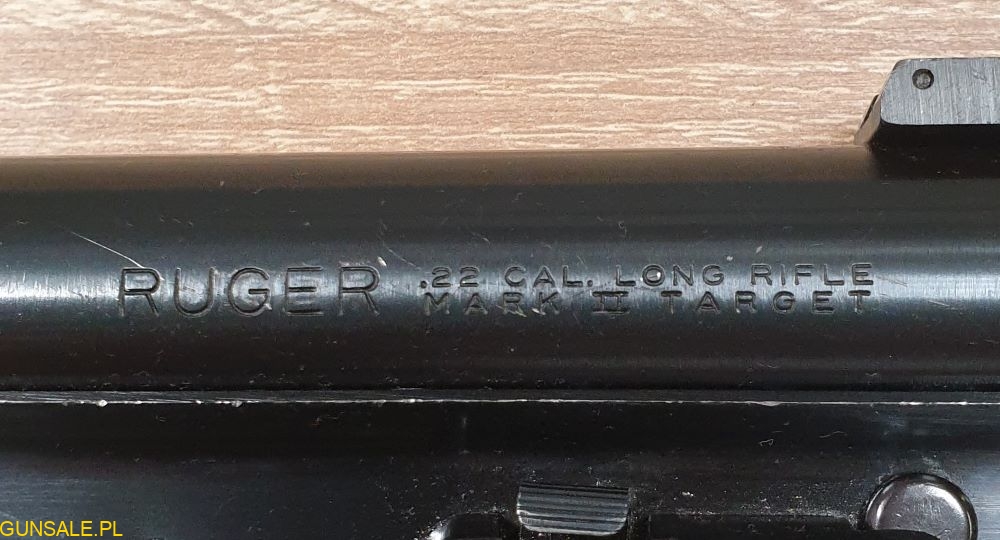 RUGER
.22 CAL. LONG RIFLE
MARK II TARGET
GUNSALE.PL